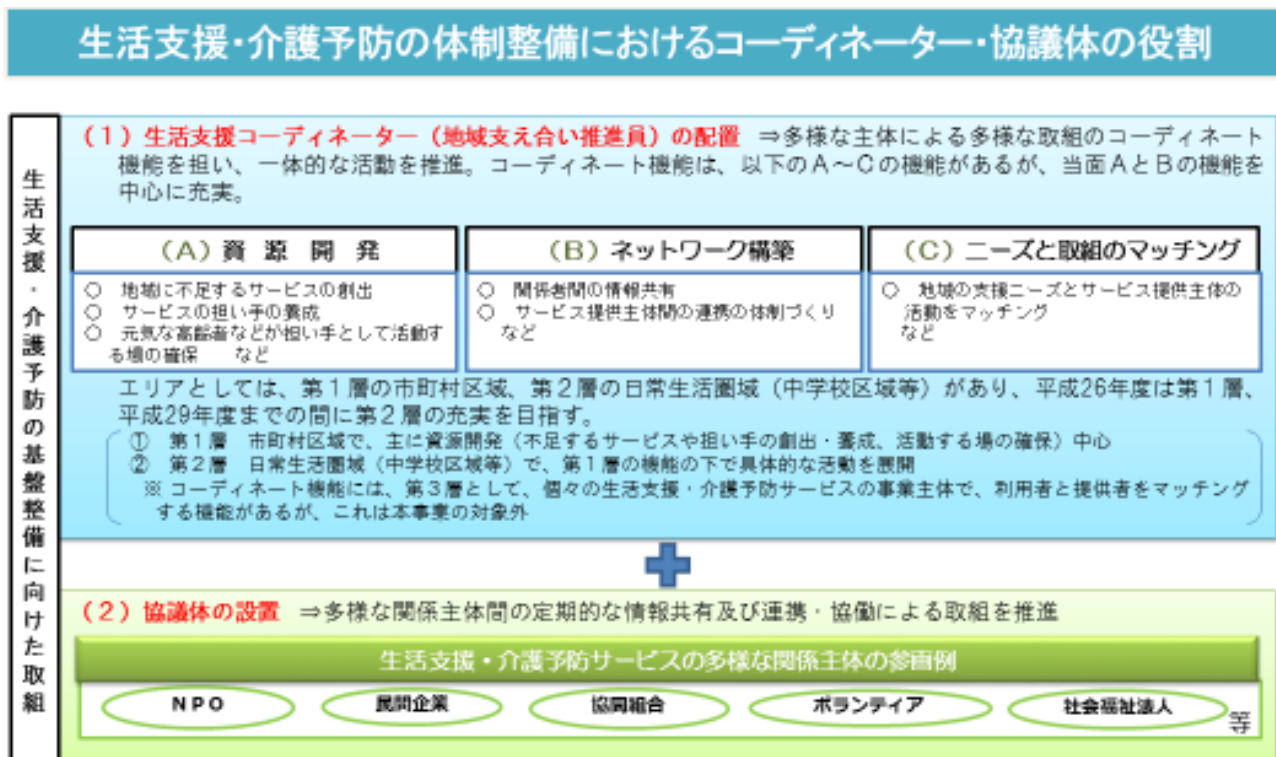 生活支援・介護予防の体制整備におけるコーディネーター・協議体の役割
生活支援・介護予防の基盤整備に向けた取組
（１）生活支援コーディネーター（地域支え合い推進員）の配置　⇒多様な主体による多様な取組のコーディネート
機能を担い、一体的な活動を推進。コーディネート機能は、以下のＡ～Ｃの機能があるが、当面ＡとＢの機能を
中心に充実。
（Ａ）資　源　開　発
○　地域に不足するサービスの創出
○　サービスの担い手の養成
○　元気な高齢者などが担い手として活動す
る場の確保　　など
（Ｂ）ネットワーク構築
○　関係者間の情報共有
○　サービス提供主体間の連携の体制づくり
など
（Ｃ）ニーズと取組のマッチング
○　地域の支援ニーズとサービス提供主体の
活動をマッチング
など
エリアとしては、第１層の市町村区域、第２層の日常生活圏域（中学校区域等）があり、平成26年度は第１層、
平成29年度までの間に第２層の充実を目指す。
①　第１層　市町村区域で、主に資源開発（不足するサービスや担い手の創出・養成、活動する場の確保）中心
②　第２層　日常生活圏域（中学校区域等）で、第１層の機能の下で具体的な活動を展開
※ コーディネート機能には、第３層として、個々の生活支援・介護予防サービスの事業主体で、利用者と提供者をマッチング
する機能があるが、これは本事業の対象外
（２）協議体の設置　⇒多様な関係主体間の定期的な情報共有及び連携・協働による取組を推進
生活支援・介護予防サービスの多様な関係主体の参画例
ＮＰＯ
民間企業
協同組合
ボランティア
社会福祉法人
等